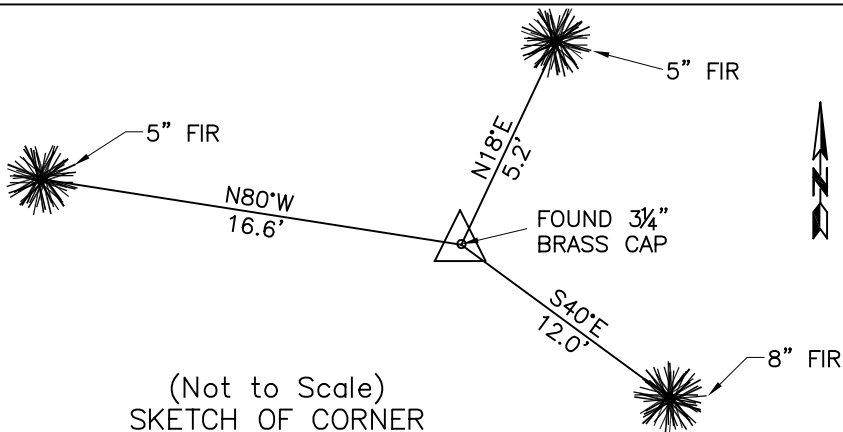 5" FIR
5" FIR
N18°E
5.2'
N
N80°W
16.6'
FOUND 3¼"
BRASS CAP
S40°E
12.0'
8" FIR
(Not to Scale)
SKETCH OF CORNER